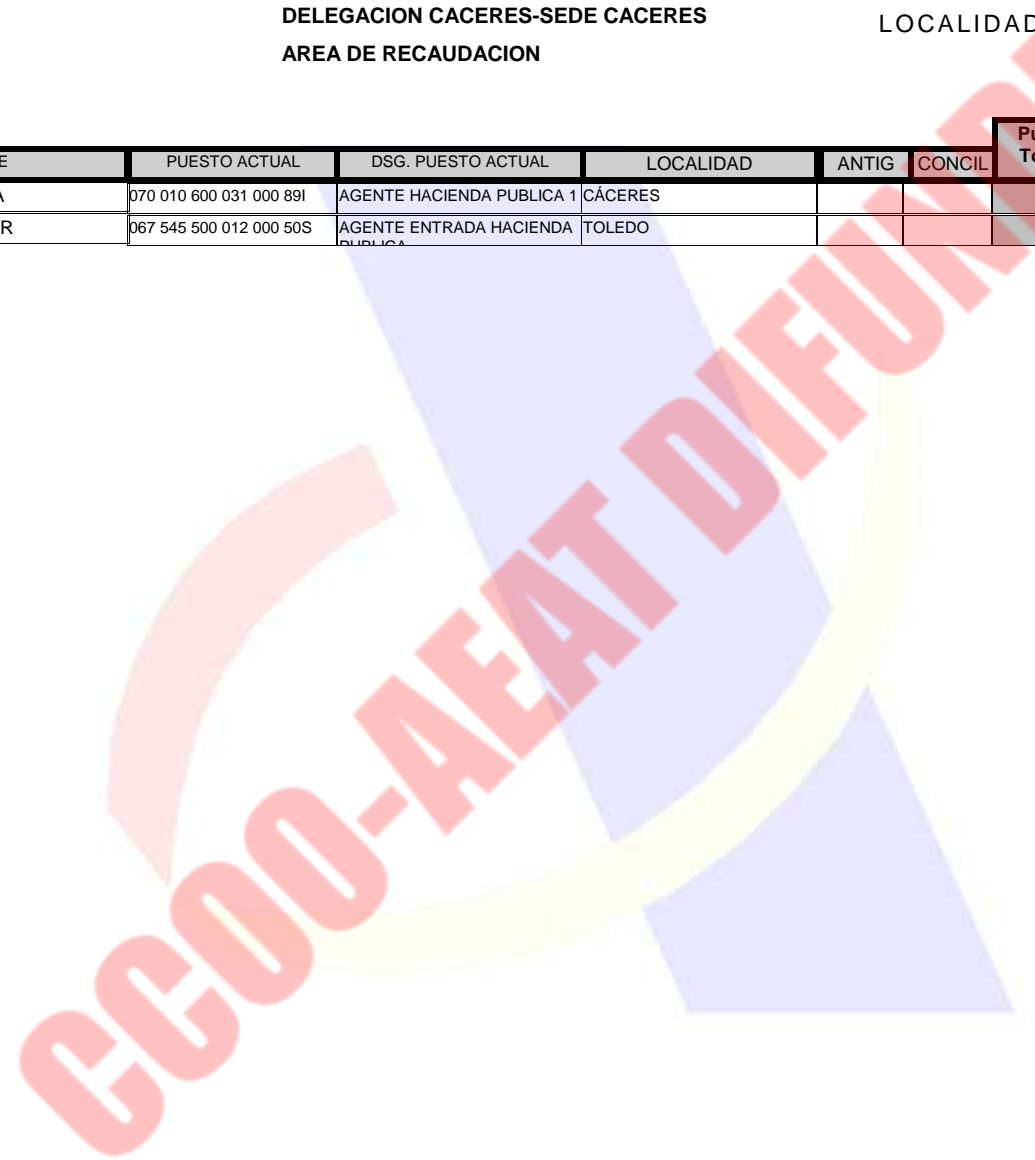 DELEGACION CACERES-SEDE CACERES
LOCALIDAD
AREA DE RECAUDACION
PUESTO ACTUAL DSG. PUESTO ACTUAL LOCALIDAD ANTIG CONCIL
A 070 010 600 031 000 89I AGENTE HACIENDA PUBLICA 1 CÁCERES
R 067 545 500 012 000 50S AGENTE ENTRADA HACIENDA TOLEDO
PUBLICA
CCOO-AEAT DIFUND